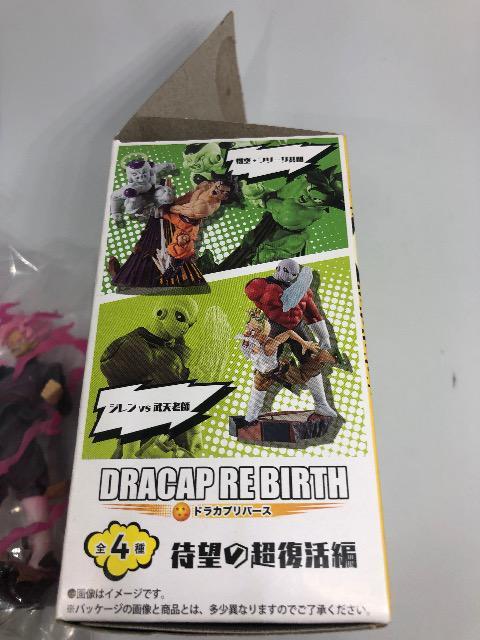 悟空+フリーザ共闘
ジレン vs 武天老師
DRACAP RE BIRTH
ドラカプリバース
全4種
待望の超復活編
●画像はイメージです。
※パッケージの画像と商品とは、多少異なりますのでご了承ください。